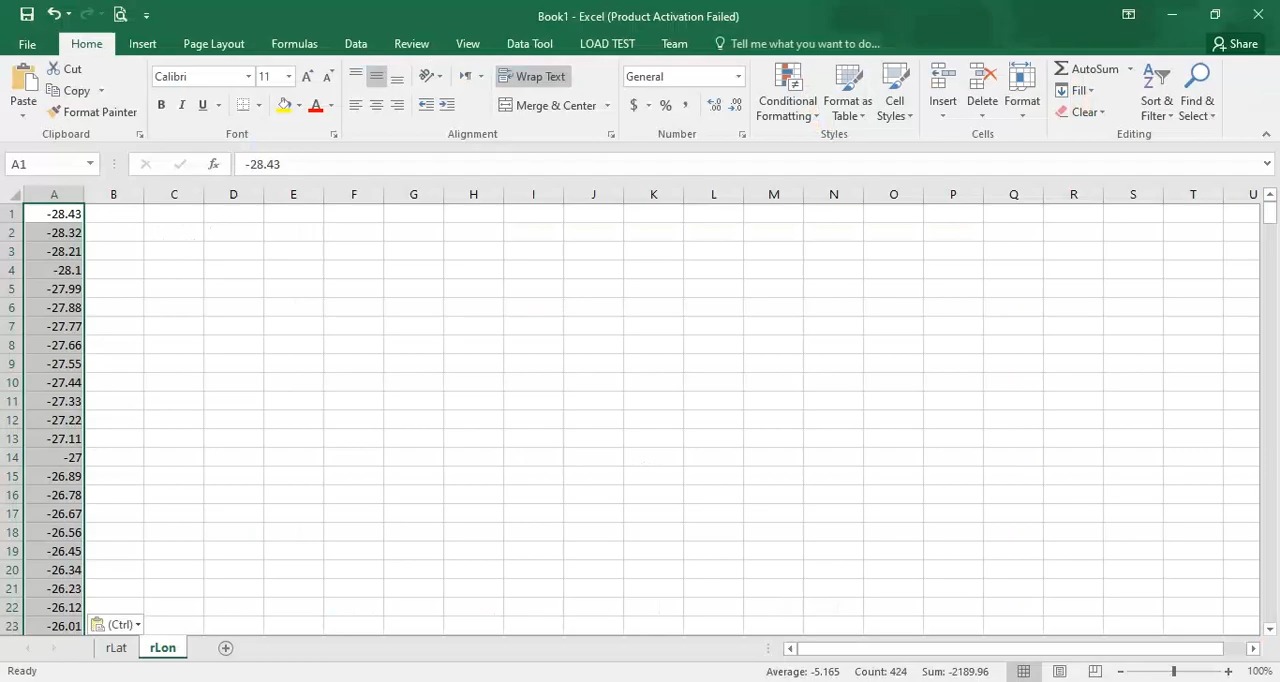 Book1 - Excel (Product Activation Failed)
File Home Insert Page Layout Formulas Data Review View Data Tool LOAD TEST Team Tell me what you want to do... Share
Paste
Cut
Copy
Format Painter
Clipboard
Calibri 11 A A
B I U A
Font
Wrap Text
Merge & Center
Alignment
General
$ % , .0 .00
Number
Conditional Formatting
Format as Table
Cell Styles
Styles
Insert Delete Format
Cells
AutoSum
Fill
Clear
Sort & Filter
Find & Select
Editing
A1 fx -28.43
A B C D E F G H I J K L M N O P Q R S T U
1 -28.43
2 -28.32
3 -28.21
4 -28.1
5 -27.99
6 -27.88
7 -27.77
8 -27.66
9 -27.55
10 -27.44
11 -27.33
12 -27.22
13 -27.11
14 -27
15 -26.89
16 -26.78
17 -26.67
18 -26.56
19 -26.45
20 -26.34
21 -26.23
22 -26.12
23 -26.01 (Ctrl)
rLat rLon
Ready Average: -5.165 Count: 424 Sum: -2189.96 100%